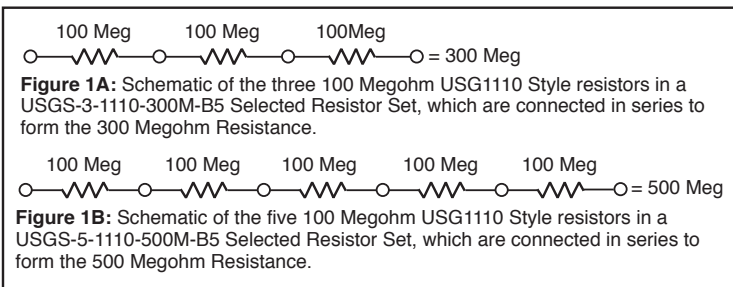 100 Meg 100 Meg 100Meg
= 300 Meg
Figure 1A: Schematic of the three 100 Megohm USG1110 Style resistors in a
USGS-3-1110-300M-B5 Selected Resistor Set, which are connected in series to
form the 300 Megohm Resistance.
100 Meg 100 Meg 100 Meg 100 Meg 100 Meg
= 500 Meg
Figure 1B: Schematic of the five 100 Megohm USG1110 Style resistors in a
USGS-5-1110-500M-B5 Selected Resistor Set, which are connected in series to
form the 500 Megohm Resistance.